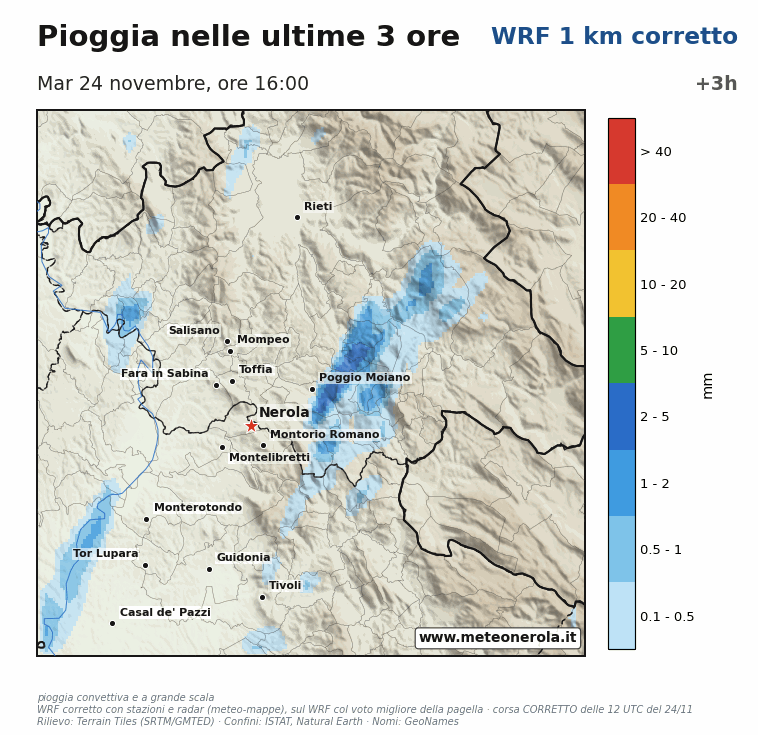 Pioggia nelle ultime 3 ore
WRF 1 km corretto
Mar 24 novembre, ore 16:00
+3h
Rieti
Salisano
Mompeo
Fara in Sabina
Toffia
Poggio Moiano
Nerola
Montorio Romano
Montelibretti
Monterotondo
Tor Lupara
Guidonia
Tivoli
Casal de' Pazzi
www.meteonerola.it
> 40
20 - 40
10 - 20
5 - 10
2 - 5
1 - 2
0.5 - 1
0.1 - 0.5
mm
pioggia convettiva e a grande scala
WRF corretto con stazioni e radar (meteo-mappe), sul WRF col voto migliore della pagella · corsa CORRETTO delle 12 UTC del 24/11
Rilievo: Terrain Tiles (SRTM/GMTED) · Confini: ISTAT, Natural Earth · Nomi: GeoNames